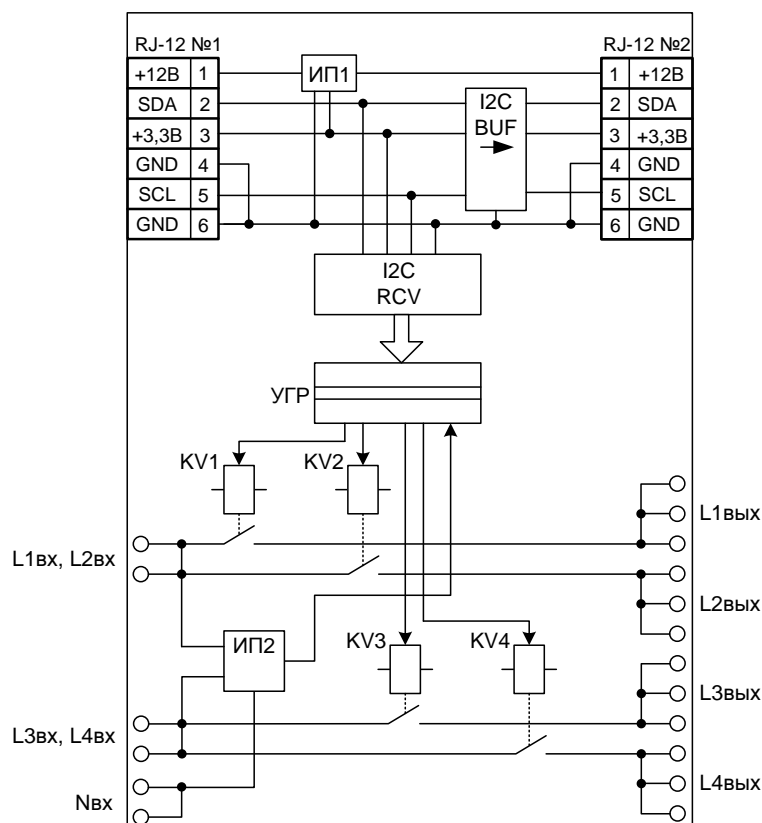 RJ-12 №1
RJ-12 №2
+12В 1
ИП1
1 +12В
SDA 2
I2C
BUF
2 SDA
+3,3В 3
3 +3,3В
GND 4
4 GND
SCL 5
5 SCL
GND 6
6 GND
I2C
RCV
УГР
KV1
KV2
L1вых
L1вх, L2вх
L2вых
ИП2
KV3
KV4
L3вых
L3вх, L4вх
L4вых
Nвх